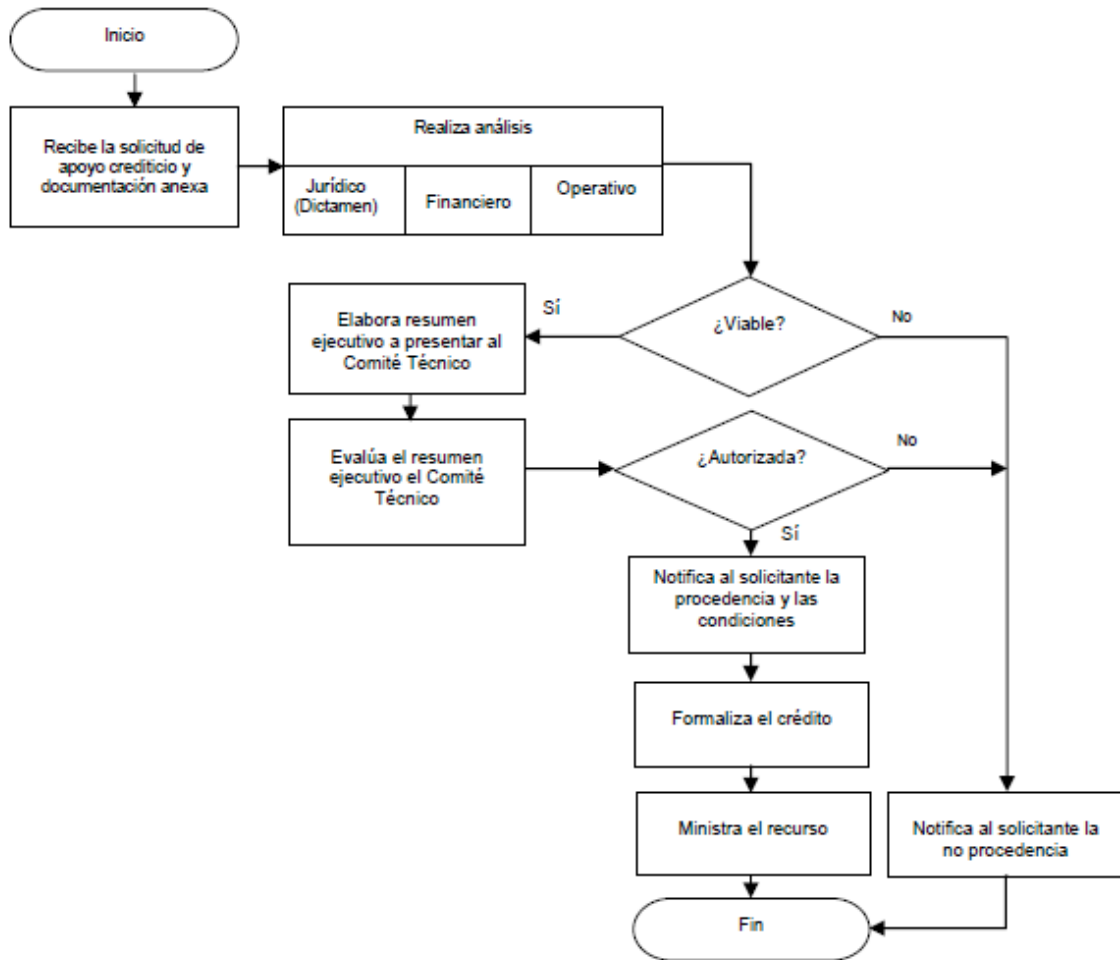 Inicio
Recibe la solicitud de
apoyo crediticio y
documentación anexa
Realiza análisis
Jurídico
(Dictamen)
Financiero
Operativo
¿Viable?
Sí
No
Elabora resumen
ejecutivo a presentar al
Comité Técnico
Evalúa el resumen
ejecutivo el Comité
Técnico
¿Autorizada?
No
Sí
Notifica al solicitante la
procedencia y las
condiciones
Formaliza el crédito
Ministra el recurso
Notifica al solicitante la
no procedencia
Fin